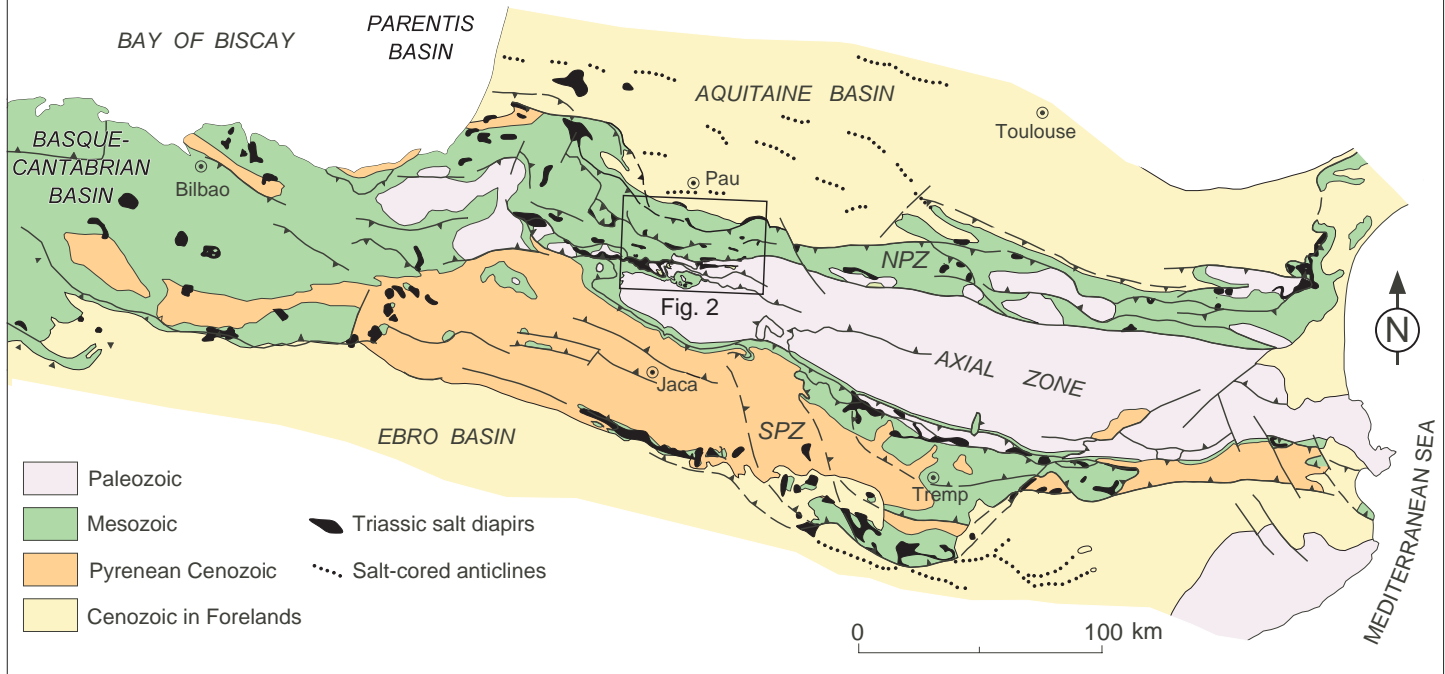 BAY OF BISCAY
PARENTIS
BASIN
AQUITAINE BASIN
Toulouse
BASQUE-
CANTABRIAN
BASIN
Bilbao
Pau
NPZ
Fig. 2
N
AXIAL ZONE
Jaca
EBRO BASIN
SPZ
Tremp
MEDITERRANEAN SEA
Paleozoic
Mesozoic
Pyrenean Cenozoic
Cenozoic in Forelands
Triassic salt diapirs
Salt-cored anticlines
0 100 km